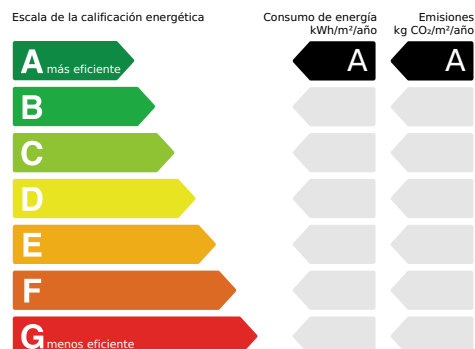 Escala de la calificación energética
Consumo de energía
kWh/m²/año
Emisiones
kg CO₂/m²/año
A más eficiente
A
A
B
C
D
E
F
G menos eficiente